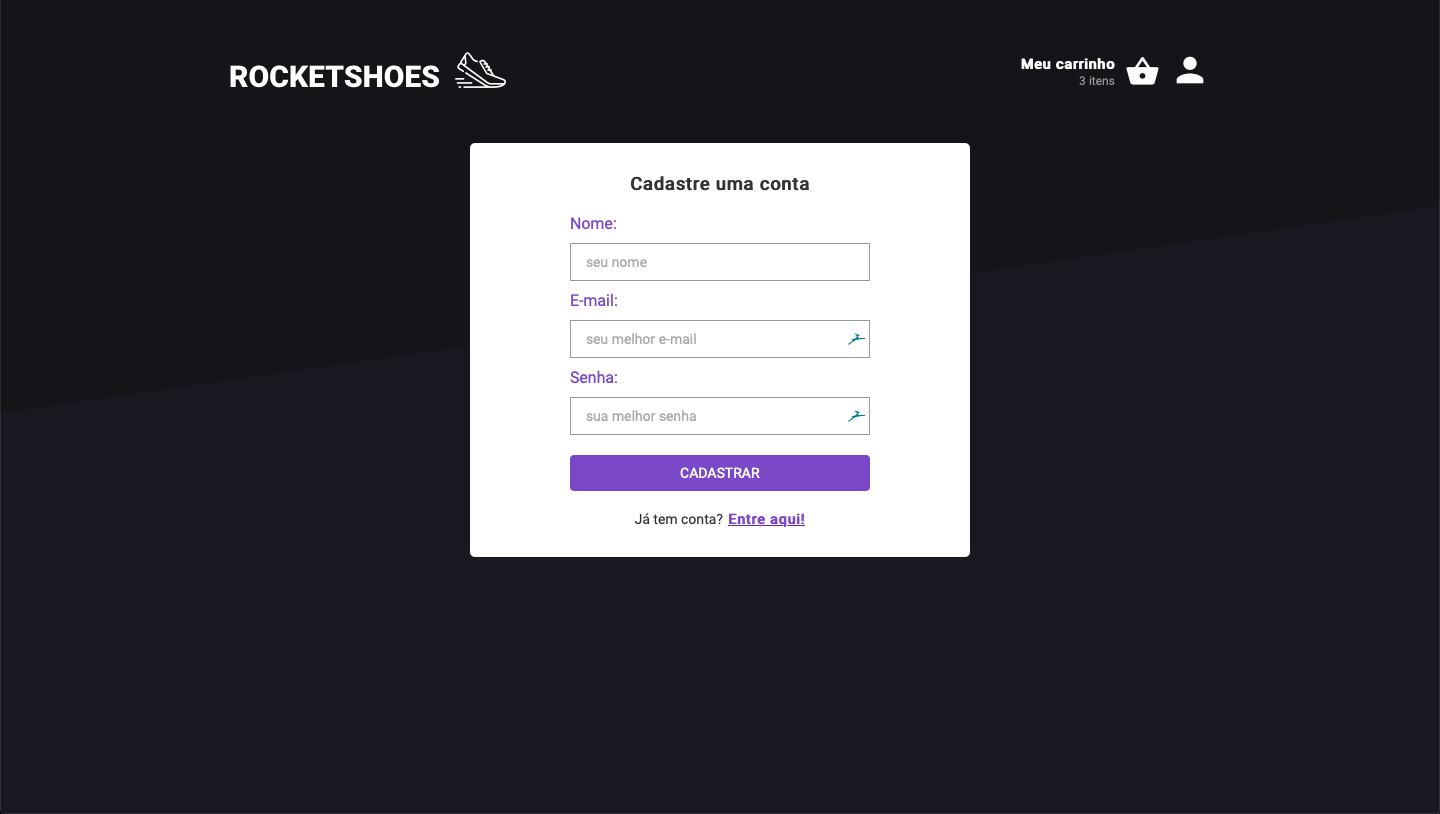 ROCKETSHOES
Meu carrinho
3 itens
Cadastre uma conta
Nome:
seu nome
E-mail:
seu melhor e-mail
Senha:
sua melhor senha
CADASTRAR
Já tem conta? Entre aqui!